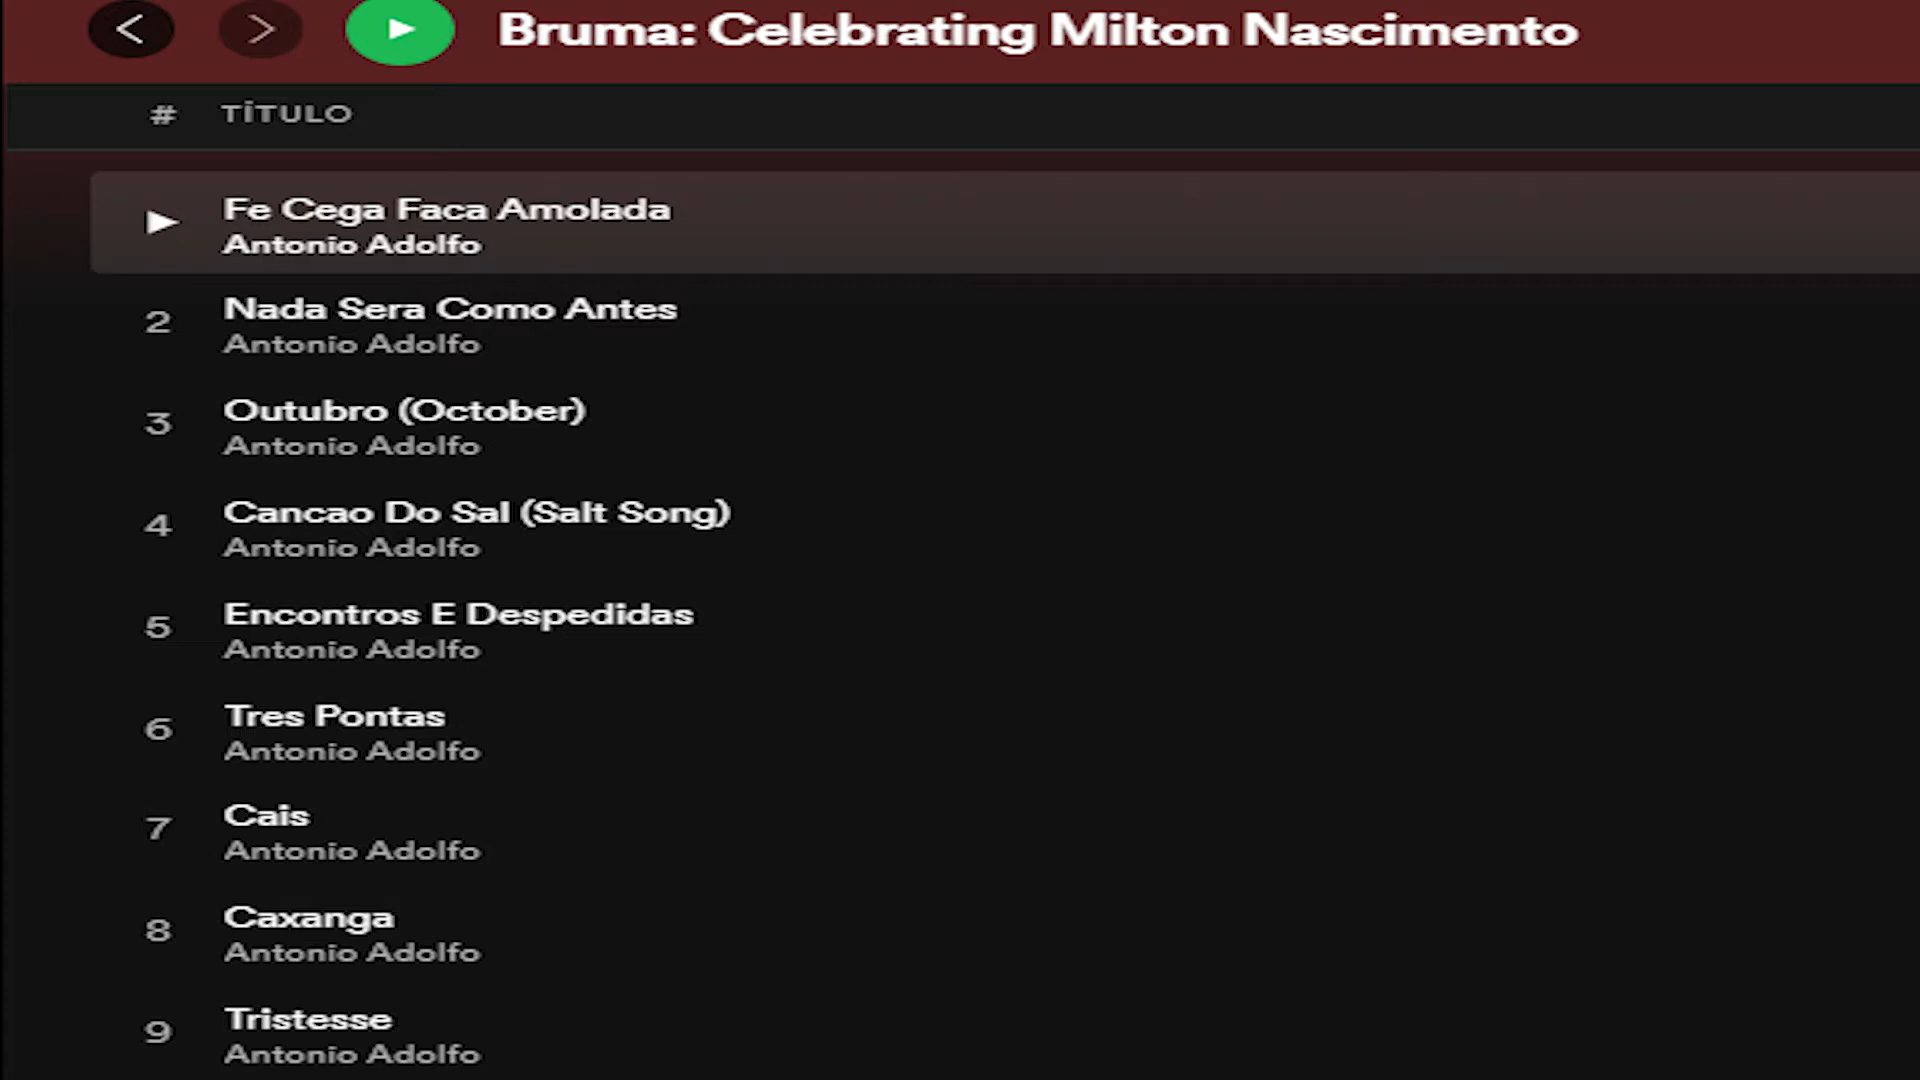 Bruma: Celebrating Milton Nascimento
# TÍTULO
Fe Cega Faca Amolada
Antonio Adolfo
2 Nada Sera Como Antes
Antonio Adolfo
3 Outubro (October)
Antonio Adolfo
4 Cancao Do Sal (Salt Song)
Antonio Adolfo
5 Encontros E Despedidas
Antonio Adolfo
6 Tres Pontas
Antonio Adolfo
7 Cais
Antonio Adolfo
8 Caxanga
Antonio Adolfo
9 Tristesse
Antonio Adolfo